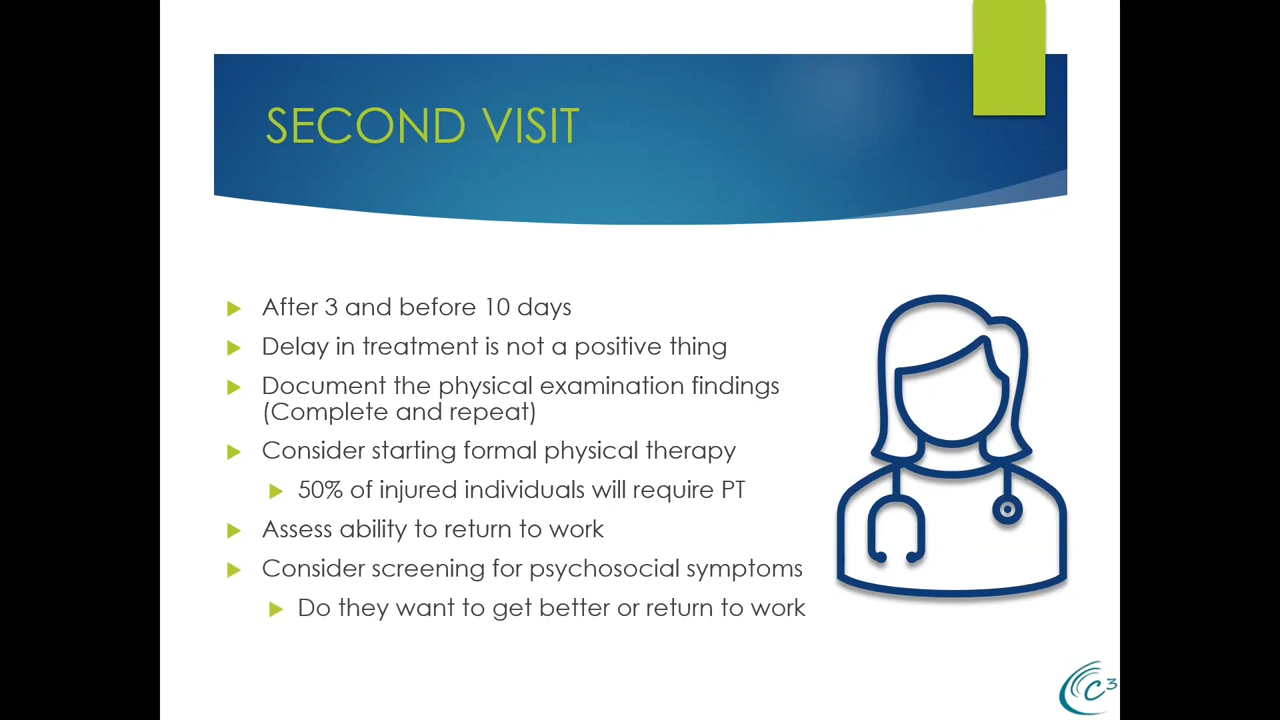 SECOND VISIT
After 3 and before 10 days
Delay in treatment is not a positive thing
Document the physical examination findings
(Complete and repeat)
Consider starting formal physical therapy
50% of injured individuals will require PT
Assess ability to return to work
Consider screening for psychosocial symptoms
Do they want to get better or return to work
C3